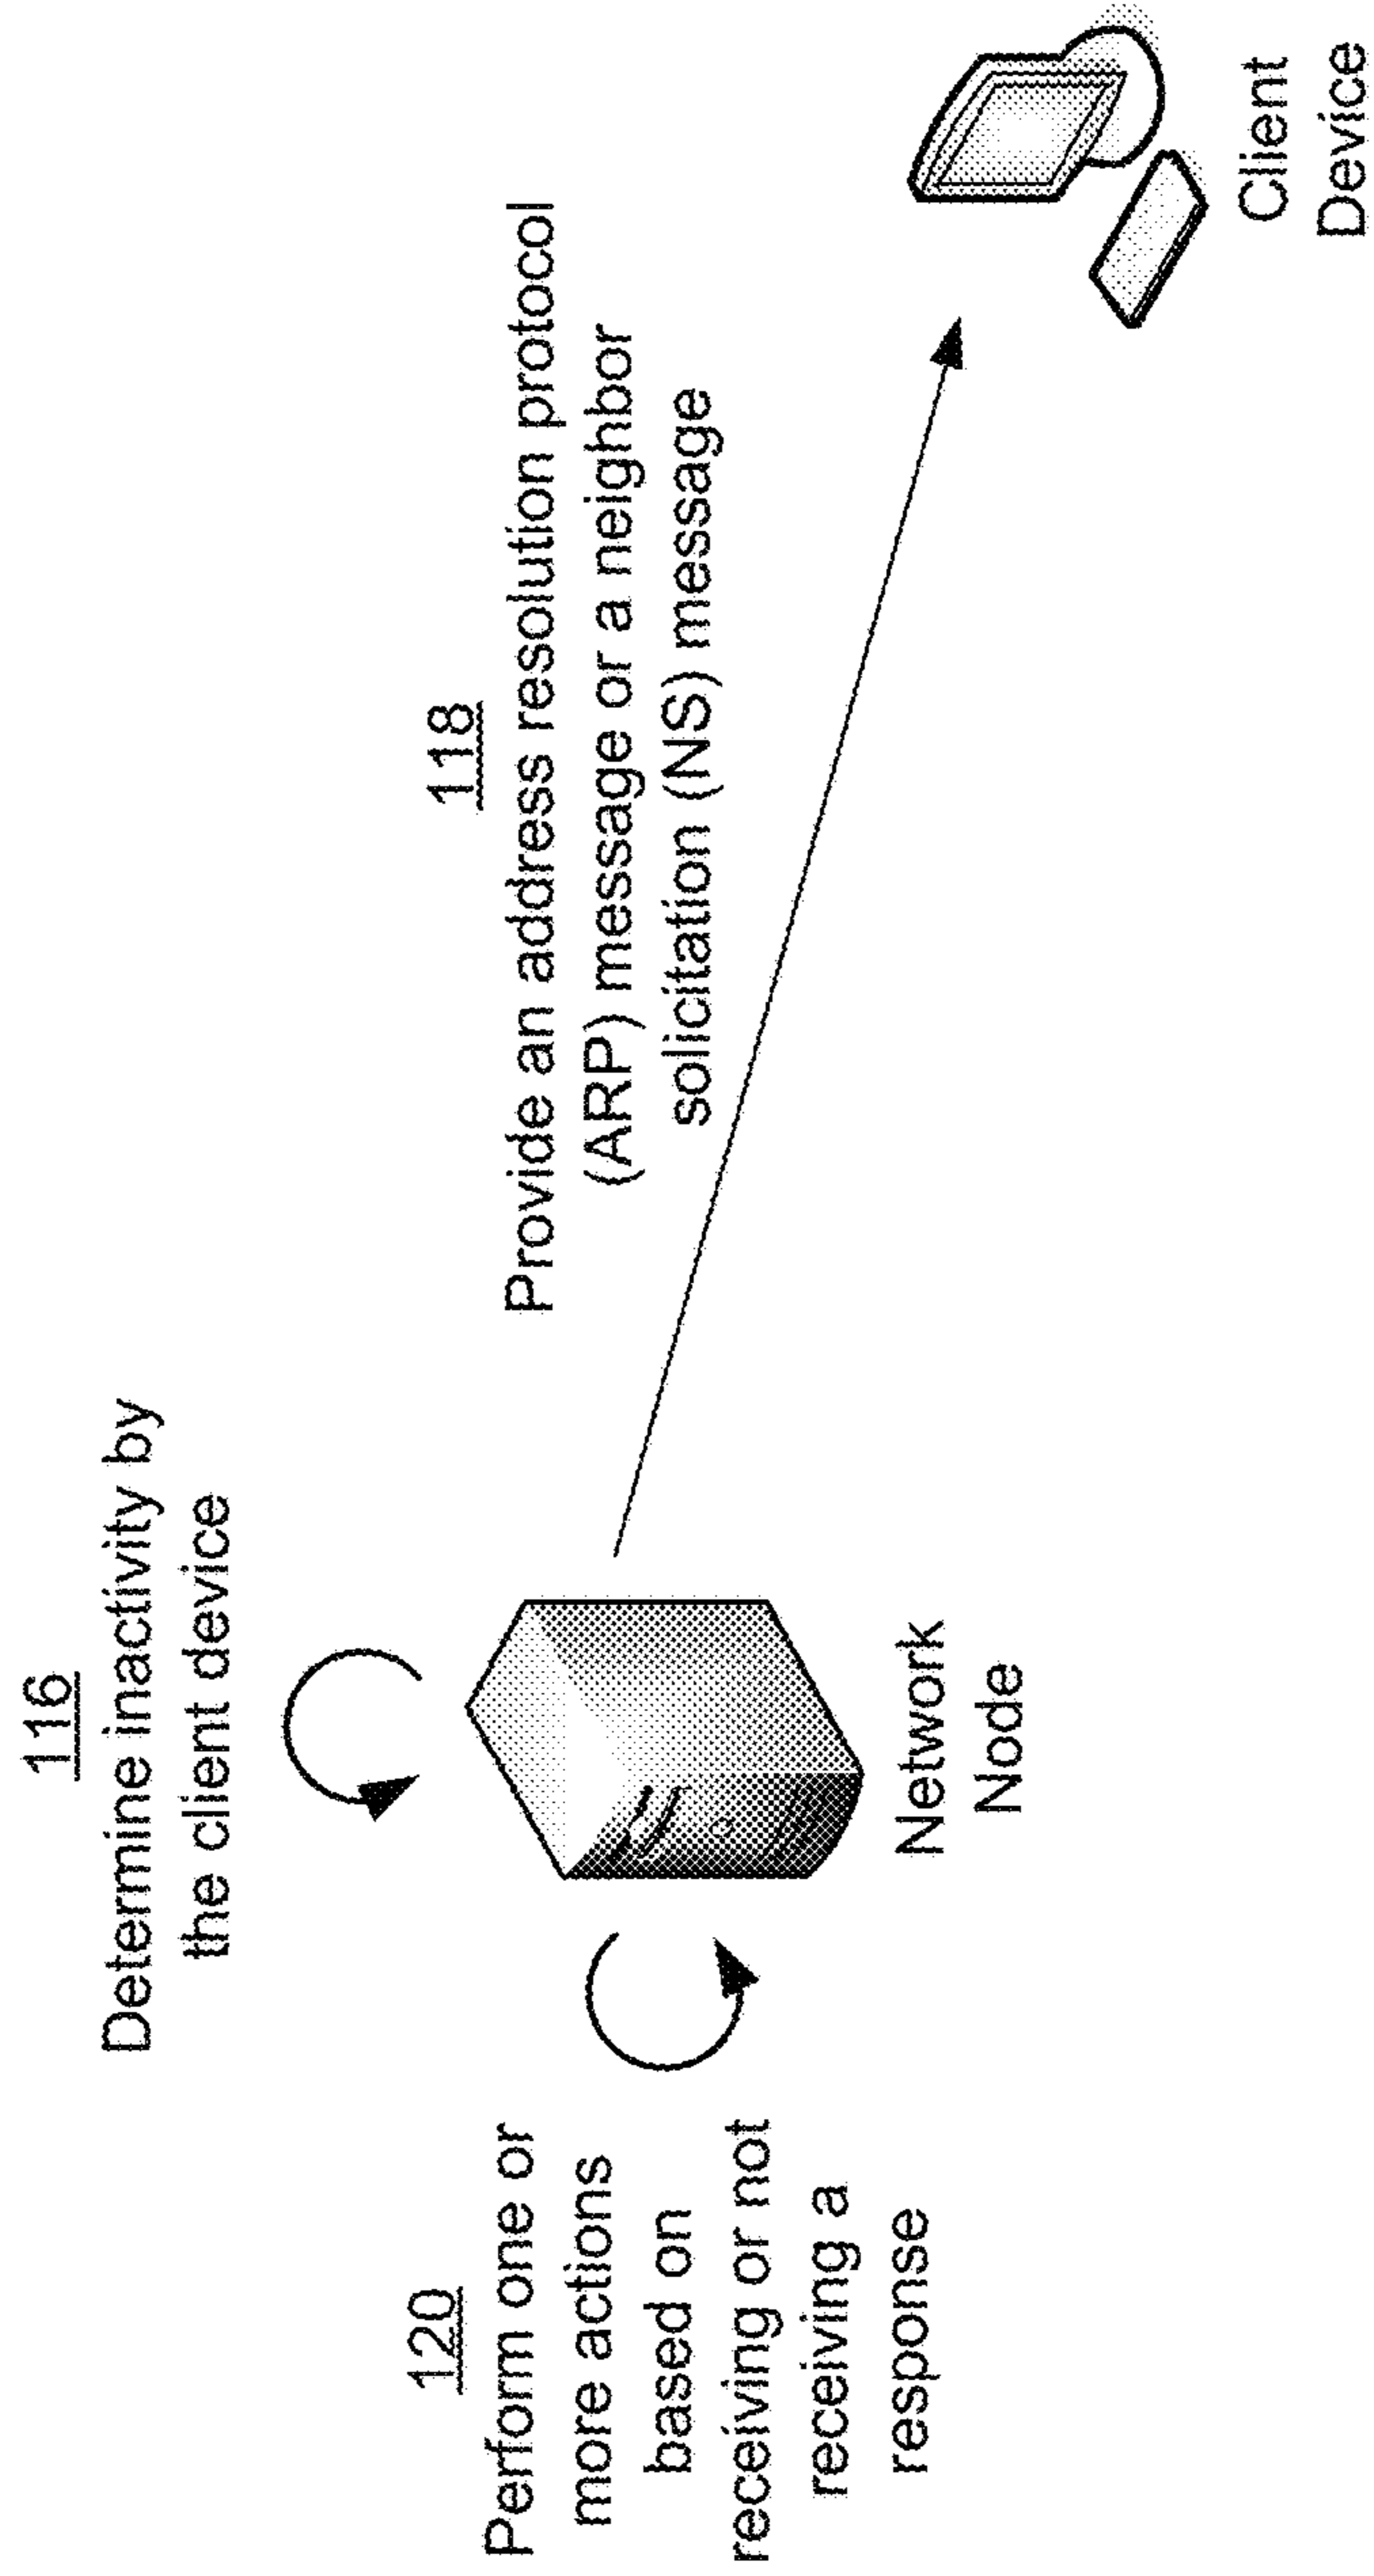 116
Determine inactivity by
the client device
118
Provide an address resolution protocol
(ARP) message or a neighbor
solicitation (NS) message
120
Perform one or
more actions
based on
receiving or not
receiving a
response
Network
Node
Client
Device